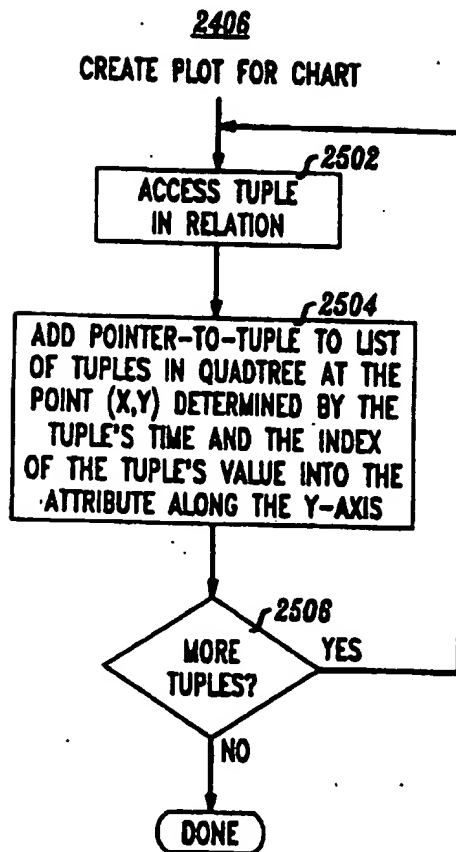 2406
CREATE PLOT FOR CHART
2502
ACCESS TUPLE
IN RELATION
2504
ADD POINTER-TO-TUPLE TO LIST
OF TUPLES IN QUADTREE AT THE
POINT (X,Y) DETERMINED BY THE
TUPLE'S TIME AND THE INDEX
OF THE TUPLE'S VALUE INTO THE
ATTRIBUTE ALONG THE Y-AXIS
2506
MORE
TUPLES?
YES
NO
DONE